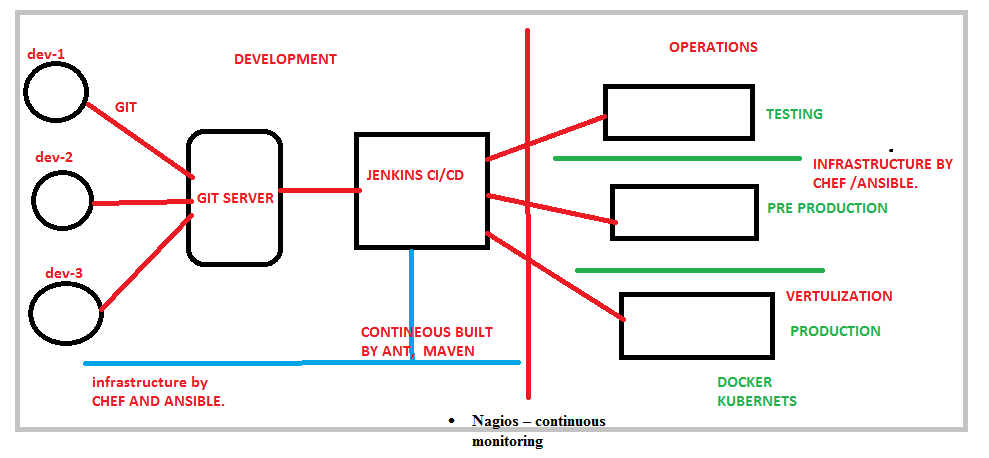 dev-1
DEVELOPMENT
OPERATIONS
GIT
TESTING
dev-2
JENKINS CI/CD
INFRASTRUCTURE BY
CHEF /ANSIBLE.
GIT SERVER
PRE PRODUCTION
dev-3
VERTULIZATION
CONTINEOUS BUILT
BY ANT, MAVEN
PRODUCTION
infrastructure by
CHEF AND ANSIBLE.
DOCKER
KUBERNETS
• Nagios – continuous
monitoring